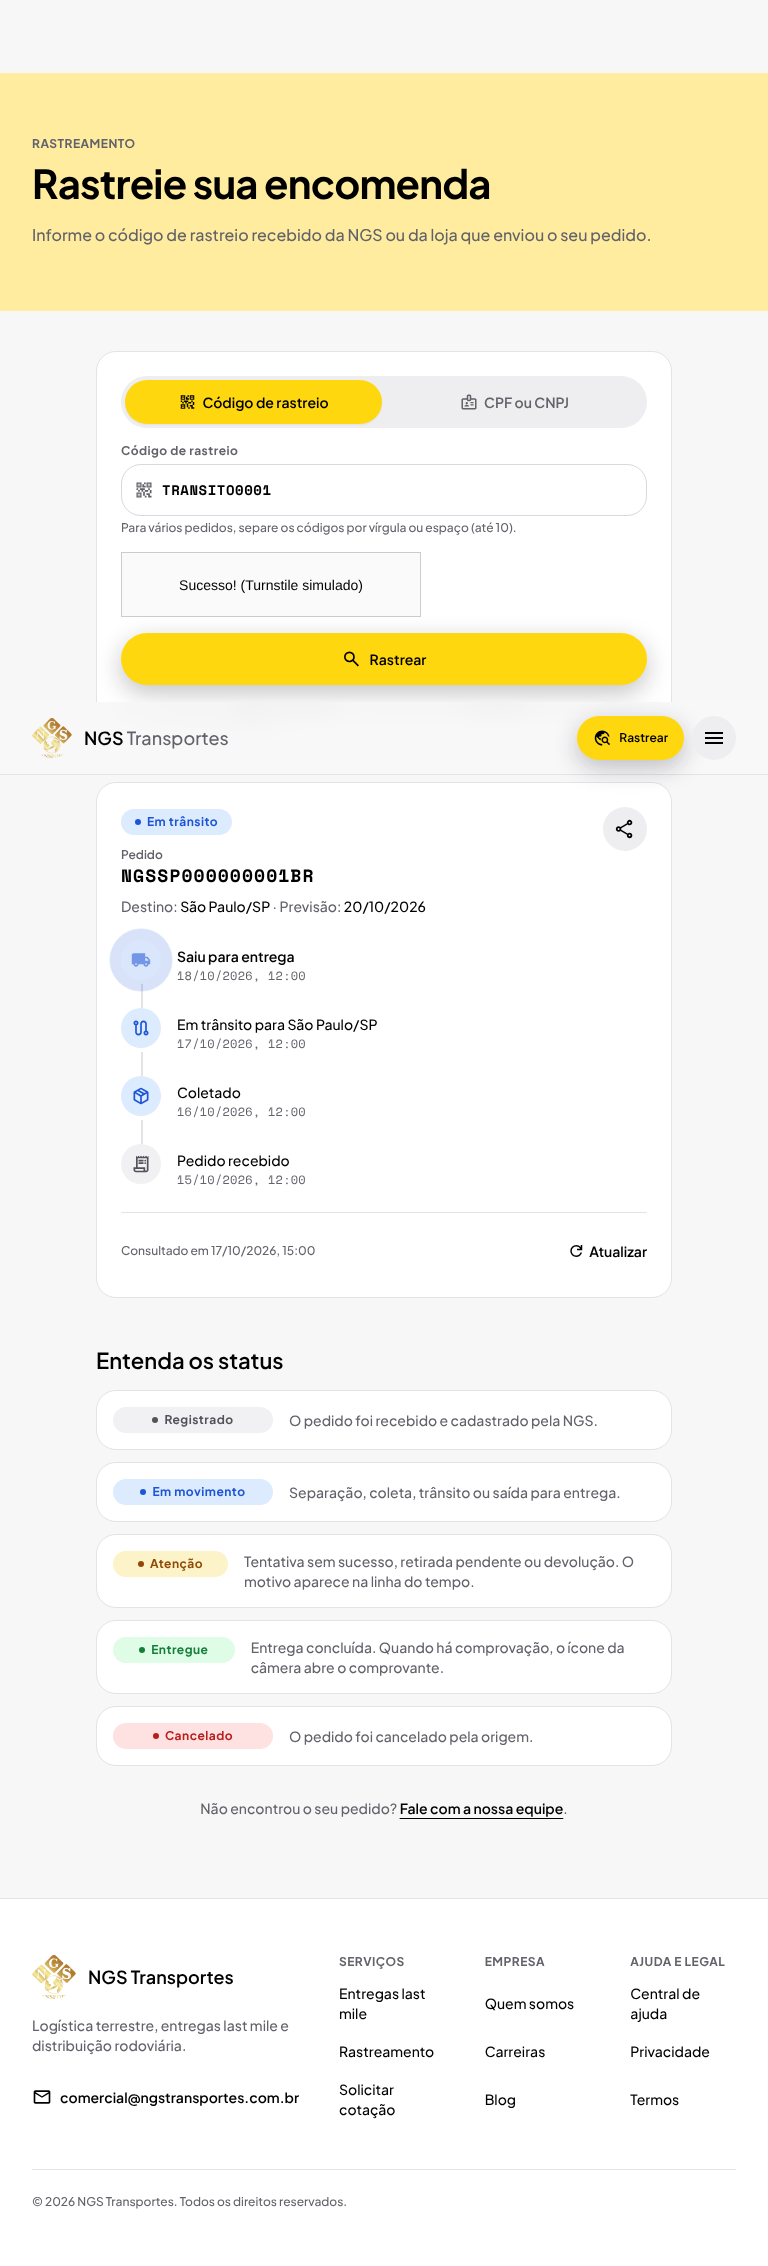 RASTREAMENTO
Rastreie sua encomenda
Informe o código de rastreio recebido da NGS ou da loja que enviou o seu pedido.
Código de rastreio
CPF ou CNPJ
Código de rastreio
TRANSITO0001
Para vários pedidos, separe os códigos por vírgula ou espaço (até 10).
Sucesso! (Turnstile simulado)
Rastrear
NGS Transportes
Rastrear
Em trânsito
Pedido
NGSSP000000001BR
Destino: São Paulo/SP · Previsão: 20/10/2026
Saiu para entrega
18/10/2026, 12:00
Em trânsito para São Paulo/SP
17/10/2026, 12:00
Coletado
16/10/2026, 12:00
Pedido recebido
15/10/2026, 12:00
Consultado em 17/10/2026, 15:00
Atualizar
Entenda os status
Registrado
O pedido foi recebido e cadastrado pela NGS.
Em movimento
Separação, coleta, trânsito ou saída para entrega.
Atenção
Tentativa sem sucesso, retirada pendente ou devolução. O
motivo aparece na linha do tempo.
Entregue
Entrega concluída. Quando há comprovação, o ícone da
câmera abre o comprovante.
Cancelado
O pedido foi cancelado pela origem.
Não encontrou o seu pedido? Fale com a nossa equipe.
NGS Transportes
Logística terrestre, entregas last mile e
distribuição rodoviária.
comercial@ngstransportes.com.br
SERVIÇOS
Entregas last
mile
Rastreamento
Solicitar
cotação
EMPRESA
Quem somos
Carreiras
Blog
AJUDA E LEGAL
Central de
ajuda
Privacidade
Termos
© 2026 NGS Transportes. Todos os direitos reservados.